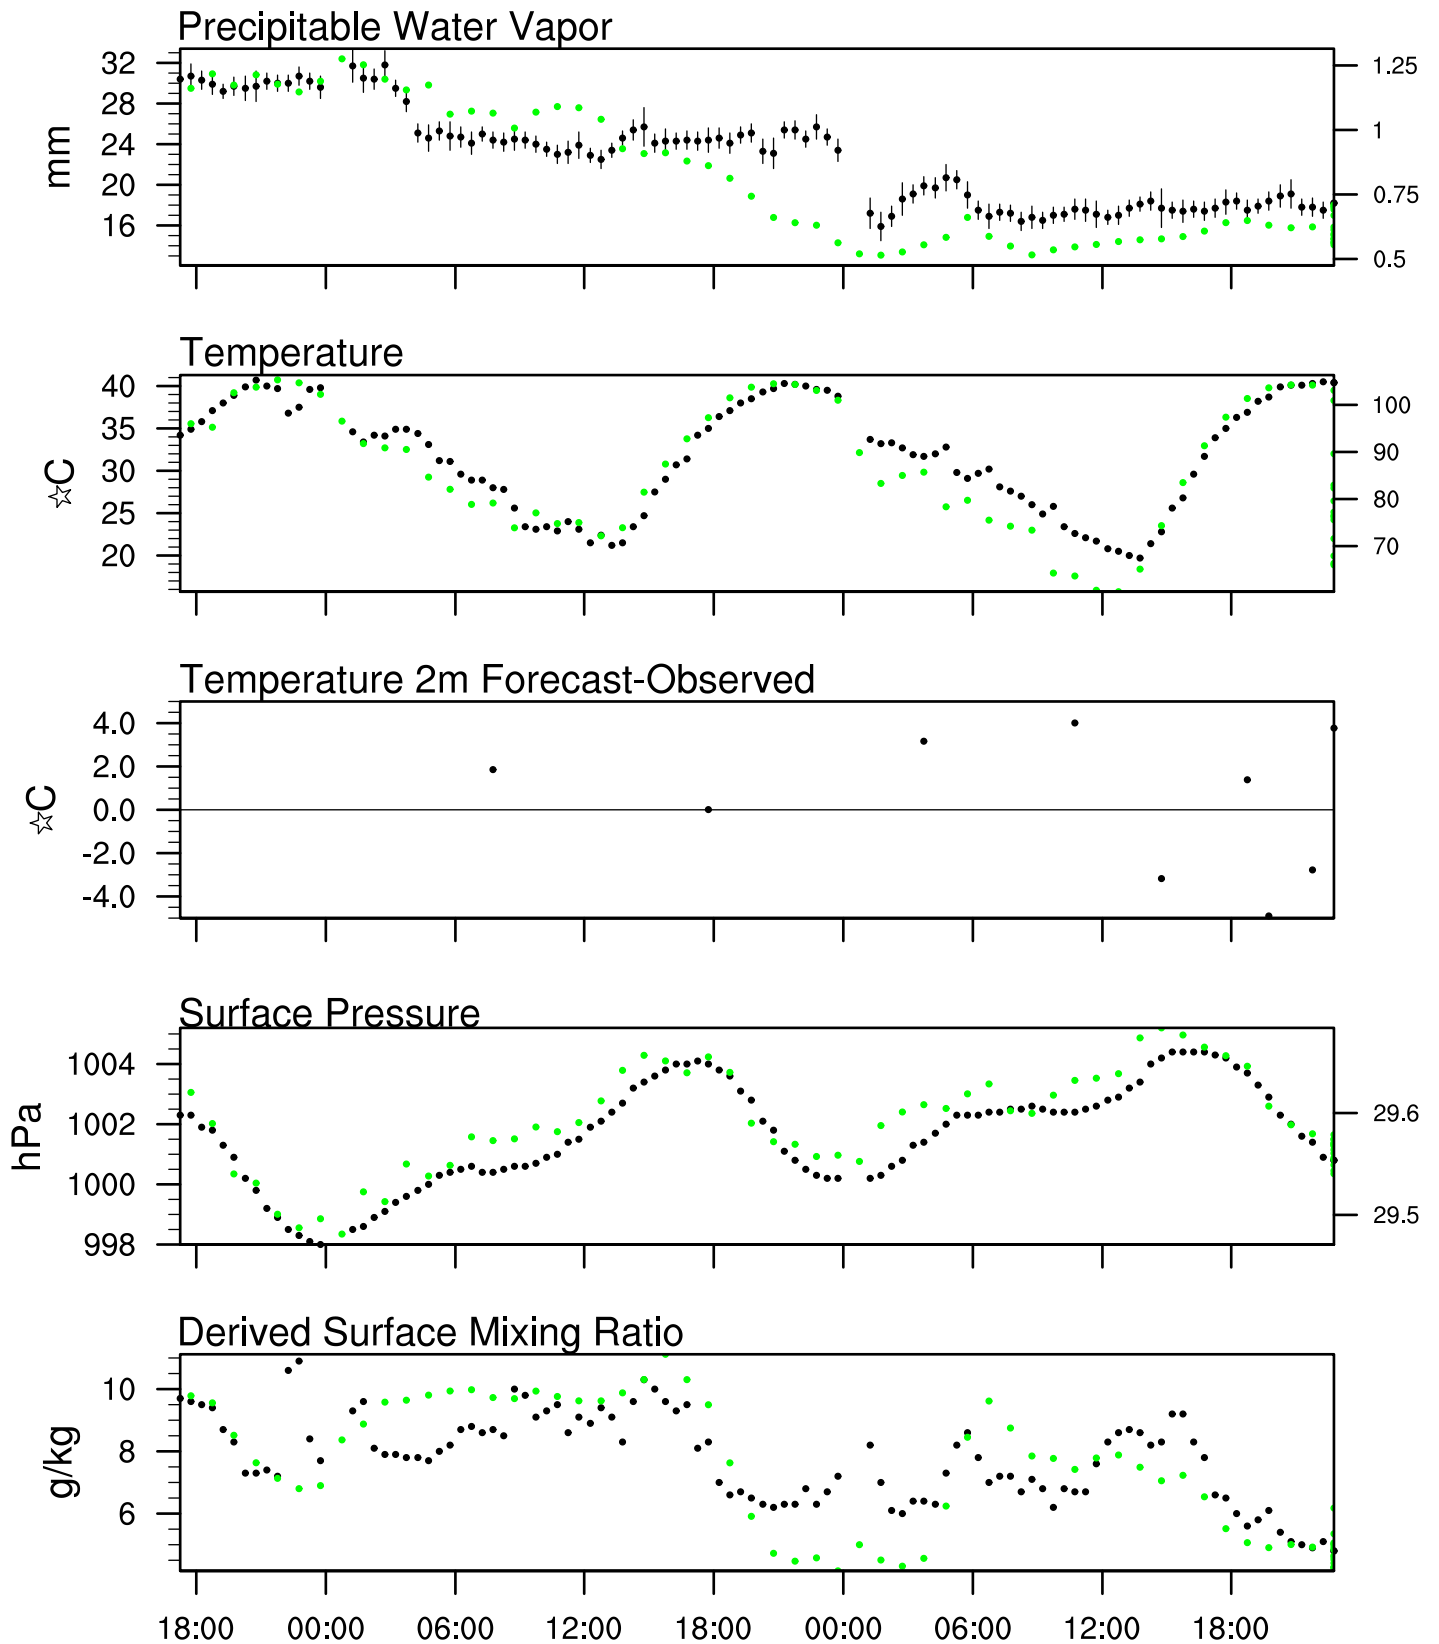 Precipitable Water Vapor
32
28
24
20
16
mm
1.25
1
0.75
0.5
Temperature
40
35
30
25
20
☆C
100
90
80
70
Temperature 2m Forecast-Observed
4.0
2.0
0.0
-2.0
-4.0
☆C
Surface Pressure
1004
1002
1000
998
hPa
29.6
29.5
Derived Surface Mixing Ratio
10
8
6
g/kg
18:00 00:00 06:00 12:00 18:00 00:00 06:00 12:00 18:00